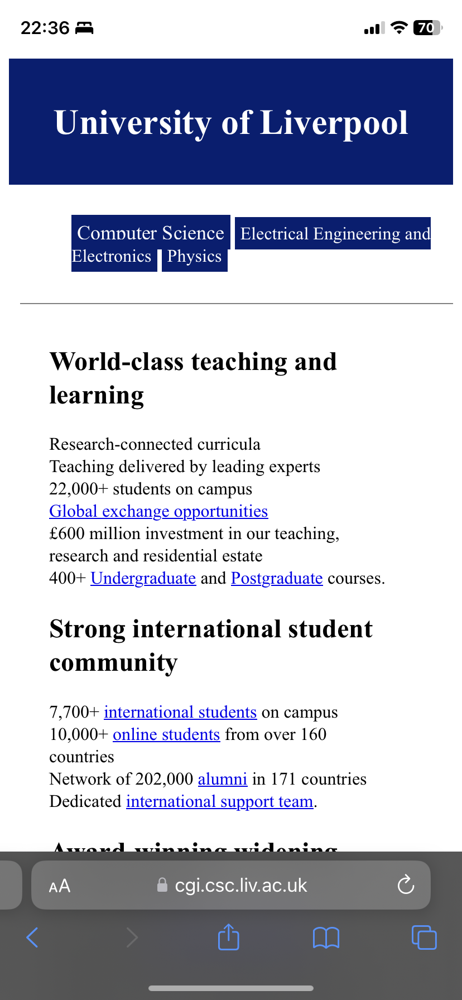 22:36
70
University of Liverpool
Computer Science Electrical Engineering and
Electronics Physics
World-class teaching and
learning
Research-connected curricula
Teaching delivered by leading experts
22,000+ students on campus
Global exchange opportunities
£600 million investment in our teaching,
research and residential estate
400+ Undergraduate and Postgraduate courses.
Strong international student
community
7,700+ international students on campus
10,000+ online students from over 160
countries
Network of 202,000 alumni in 171 countries
Dedicated international support team.
Award-winning widening
AA
cgi.csc.liv.ac.uk